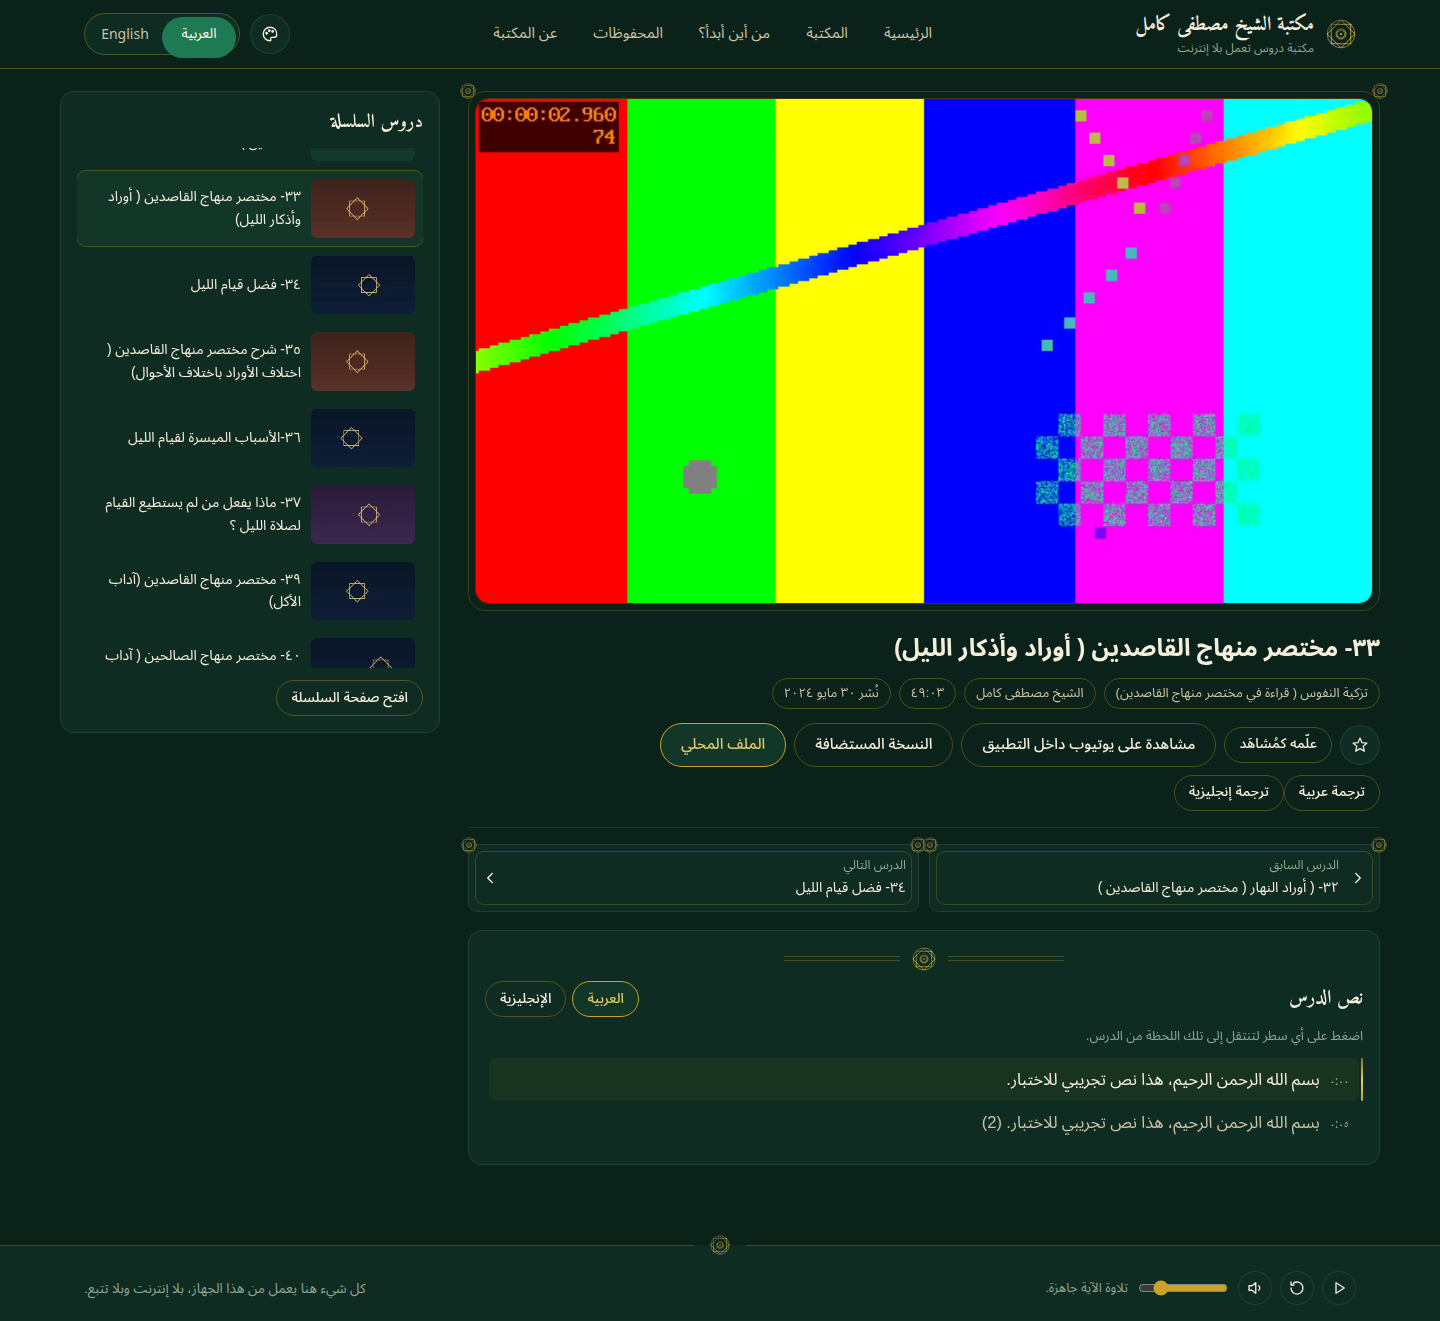 مكتبة الشيخ مصطفى كامل
مكتبة دروس تعمل بلا إنترنت
الرئيسية
المكتبة
من أين أبدأ؟
المحفوظات
عن المكتبة
العربية
English
00:00:02.960
74
٣٣- مختصر منهاج القاصدين ( أوراد وأذكار الليل)
تزكية النفوس ( قراءة في مختصر منهاج القاصدين)
الشيخ مصطفى كامل
٤٩:٠٣
نُشر ٣٠ مايو ٢٠٢٤
علّمه كمُشاهَد
مشاهدة على يوتيوب داخل التطبيق
النسخة المستضافة
الملف المحلي
ترجمة عربية
ترجمة إنجليزية
الدرس السابق
٣٢- ( أوراد النهار ( مختصر منهاج القاصدين )
الدرس التالي
٣٤- فضل قيام الليل
نص الدرس
العربية
الإنجليزية
اضغط على أي سطر لتنتقل إلى تلك اللحظة من الدرس.
٠:٠٠ بسم الله الرحمن الرحيم، هذا نص تجريبي للاختبار.
٠:٠٥ بسم الله الرحمن الرحيم، هذا نص تجريبي للاختبار. (2)
دروس السلسلة
٣٣- مختصر منهاج القاصدين ( أوراد
وأذكار الليل)
٣٤- فضل قيام الليل
٣٥- شرح مختصر منهاج القاصدين (
اختلاف الأوراد باختلاف الأحوال)
٣٦-الأسباب الميسرة لقيام الليل
٣٧- ماذا يفعل من لم يستطيع القيام
لصلاة الليل ؟
٣٩- مختصر منهاج القاصدين (آداب
الأكل)
٤٠- مختصر منهاج الصالحين ( آداب
افتح صفحة السلسلة
تلاوة الآية جاهزة.
كل شيء هنا يعمل من هذا الجهاز، بلا إنترنت وبلا تتبع.